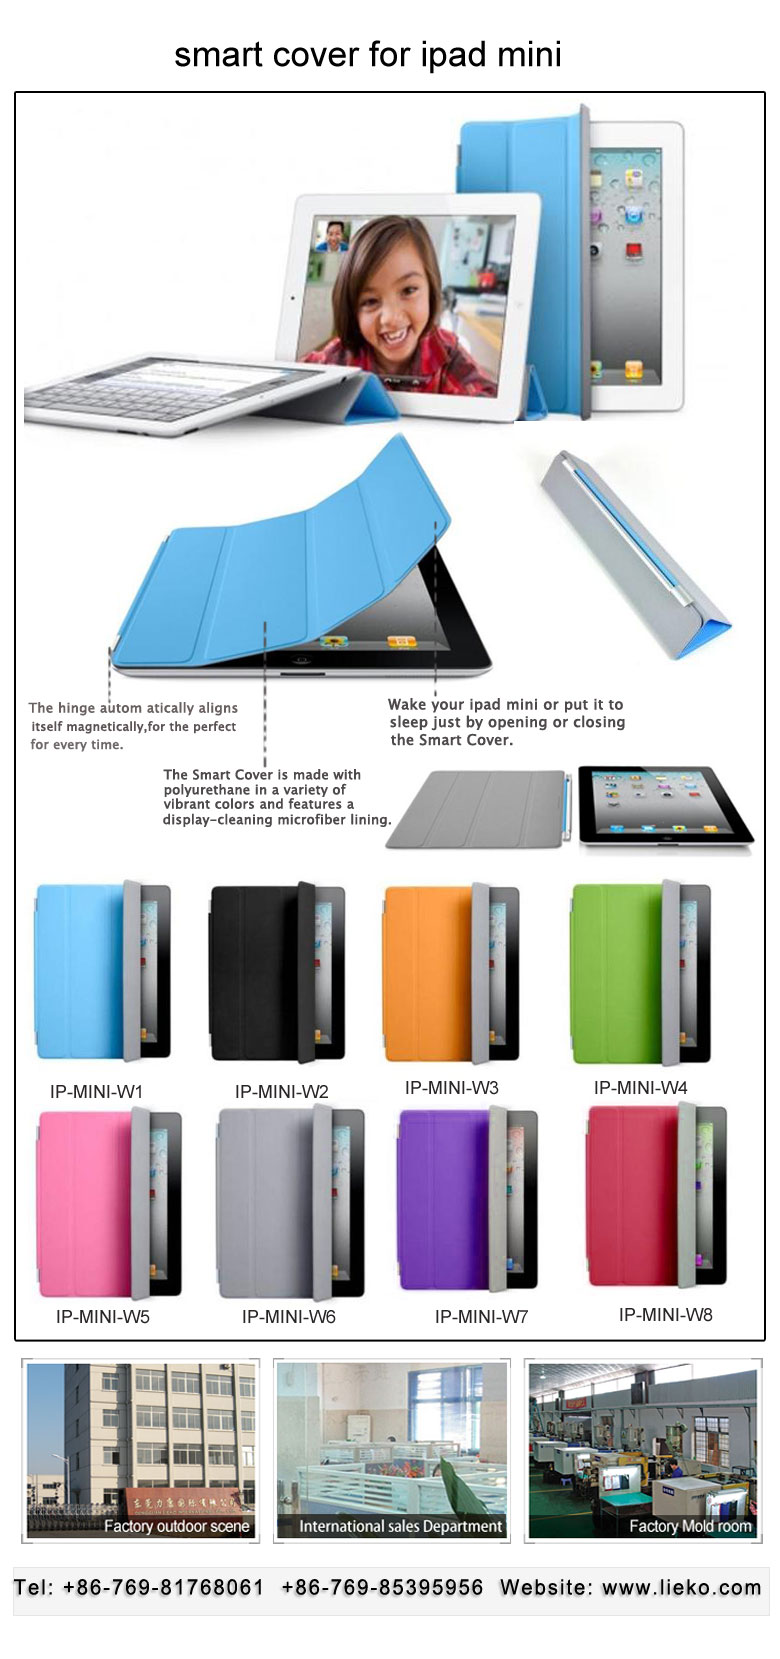 smart cover for ipad mini
The hinge autom atically aligns
itself magnetically,for the perfect
for every time.
Wake your ipad mini or put it to
sleep just by opening or closing
the Smart Cover.
The Smart Cover is made with
polyurethane in a variety of
vibrant colors and features a
display-cleaning microfiber lining.
IP-MINI-W1
IP-MINI-W2
IP-MINI-W3
IP-MINI-W4
IP-MINI-W5
IP-MINI-W6
IP-MINI-W7
IP-MINI-W8
Factory outdoor scene
International sales Department
Factory Mold room
Tel: +86-769-81768061 +86-769-85395956 Website: www.lieko.com